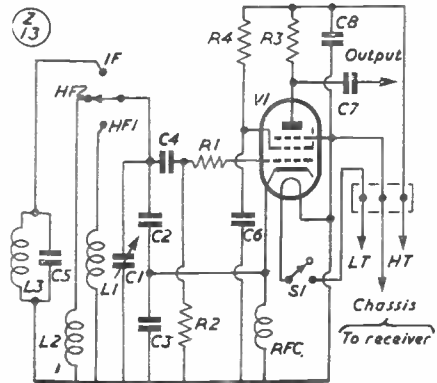 Z
13
IF
HF2
HF1
R4
R3
C8
Output
V1
C7
C4
R1
C2
C6
C1
L1
L3
C5
L2
C3
R2
RFC
S1
LT
HT
Chassis
To receiver